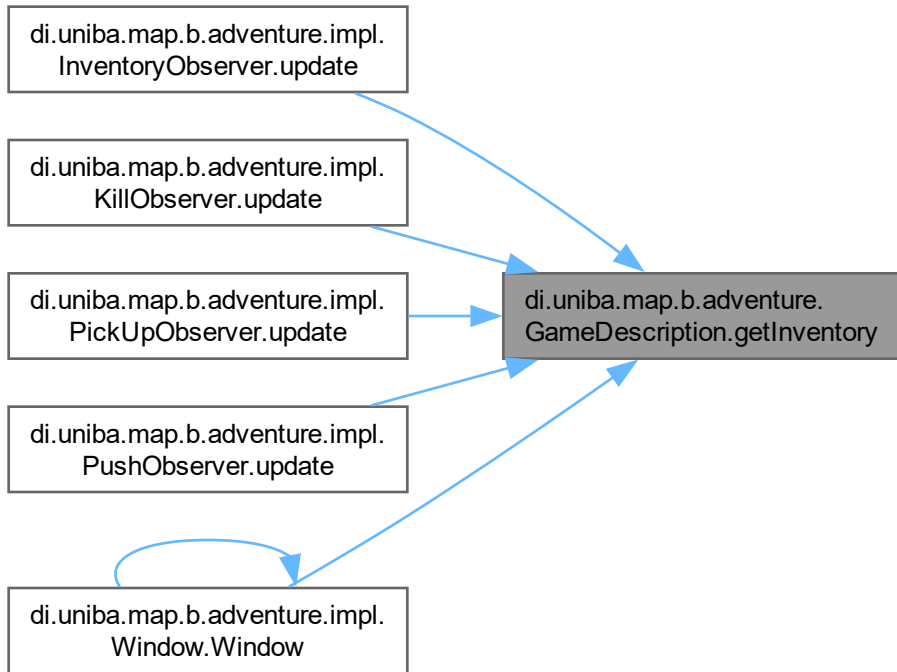 di.uniba.map.b.adventure.impl.
InventoryObserver.update
di.uniba.map.b.adventure.impl.
KillObserver.update
di.uniba.map.b.adventure.impl.
PickUpObserver.update
di.uniba.map.b.adventure.
GameDescription.getInventory
di.uniba.map.b.adventure.impl.
PushObserver.update
di.uniba.map.b.adventure.impl.
Window.Window